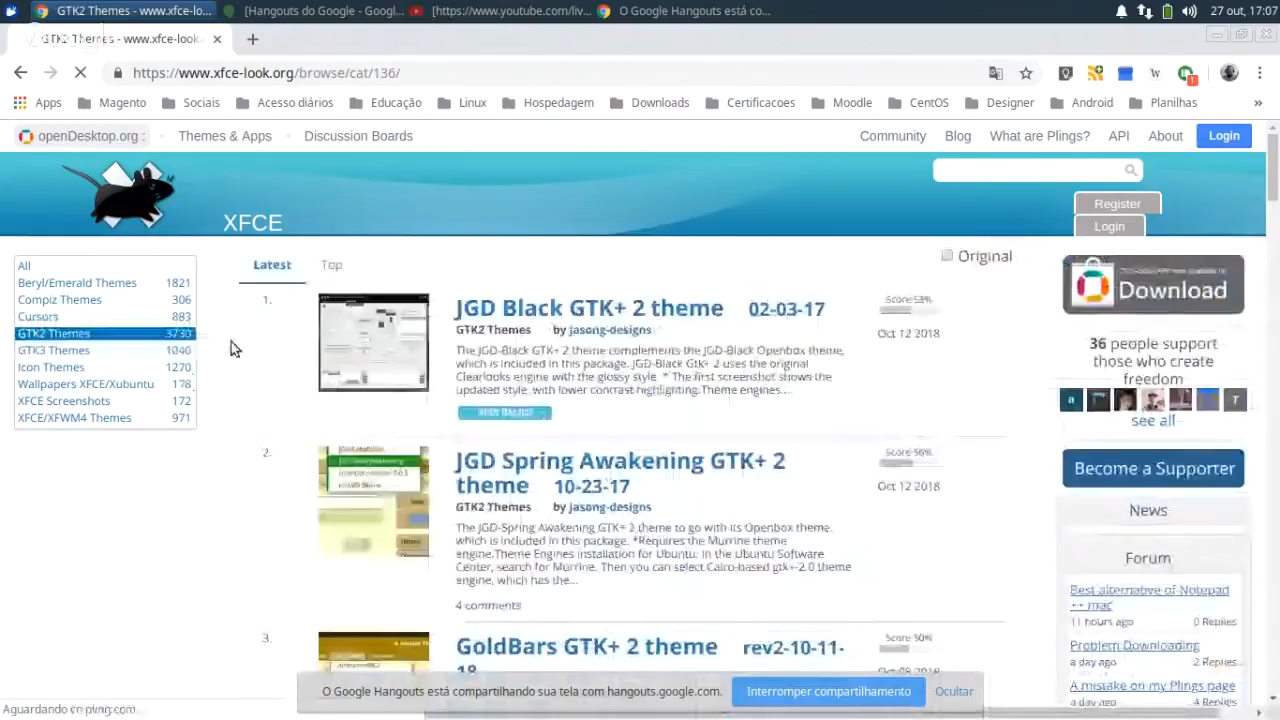 GTK2 Themes - www.xfce-lo...
[Hangouts do Google - Googl...
[https://www.youtube.com/liv...
O Google Hangouts está co...
27 out, 17:07
GTK2 Themes - www.xfce-look
https://www.xfce-look.org/browse/cat/136/
Apps
Magento
Sociais
Acesso diários
Educação
Linux
Hospedagem
Downloads
Certificacoes
Moodle
CentOS
Designer
Android
Planilhas
»
openDesktop.org :
Themes & Apps
Discussion Boards
Community
Blog
What are Plings?
API
About
Login
XFCE
Register
Login
All
Beryl/Emerald Themes 1821
Compiz Themes 306
Cursors 883
GTK2 Themes 3730
GTK3 Themes 1040
Icon Themes 1270
Wallpapers XFCE/Xubuntu 178
XFCE Screenshots 172
XFCE/XFWM4 Themes 971
Latest
Top
Original
1.
JGD Black GTK+ 2 theme 02-03-17
GTK2 Themes by jasong-designs
The JGD-Black GTK+ 2 theme complements the JGD-Black Openbox theme,
which is included in this package. JGD-Black Gtk+ 2 uses the original
Clearlooks engine with the glossy style. * The first screenshot shows the
updated style, with lower contrast highlighting.Theme engines...
Score 53%
Oct 12 2018
2.
JGD Spring Awakening GTK+ 2
theme 10-23-17
GTK2 Themes by jasong-designs
The JGD-Spring Awakening GTK+ 2 theme to go with its Openbox theme,
which is included in this package. *Requires the Murrine theme
engine.Theme Engines installation for Ubuntu. In the Ubuntu Software
Center, search for Murrine. Then you can select Cairo-based gtk+-2.0 theme
engine, which has the...
4 comments
Score 56%
Oct 12 2018
3.
GoldBars GTK+ 2 theme rev2-10-11-
18
Score 50%
Oct 08 2018
Download
36 people support
those who create
freedom
see all
Become a Supporter
News
Forum
Best alternative of Notepad
++ mac
11 hours ago 0 Replies
Problem Downloading
a day ago 2 Replies
A mistake on my Plings page
a day ago 4 Replies
O Google Hangouts está compartilhando sua tela com hangouts.google.com.
Interromper compartilhamento
Ocultar
Aguardando